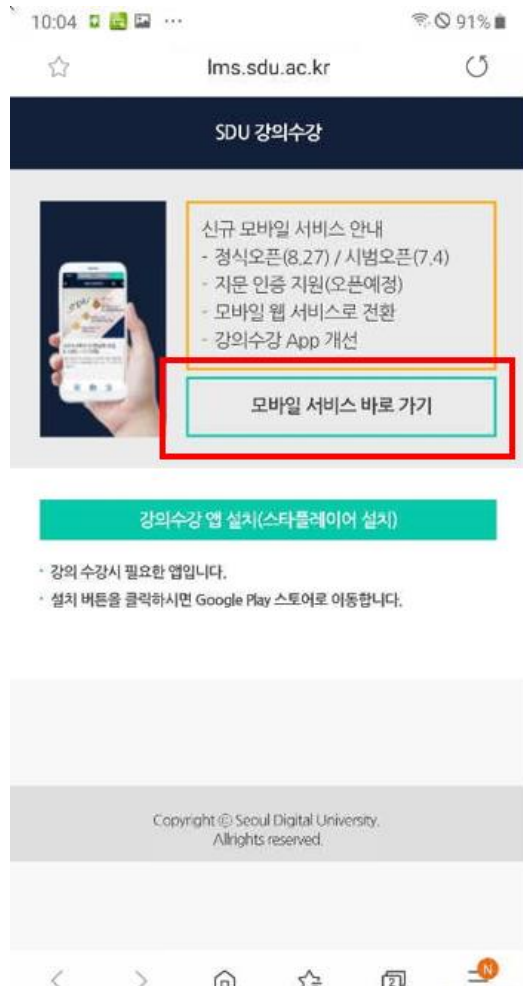 10:04 ... 91%
lms.sdu.ac.kr
SDU 강의수강
신규 모바일 서비스 안내
- 정식오픈(8.27) / 시범오픈(7.4)
- 지문 인증 지원(오픈예정)
- 모바일 웹 서비스로 전환
- 강의수강 App 개선
모바일 서비스 바로 가기
강의수강 앱 설치(스타플레이어 설치)
· 강의 수강시 필요한 앱입니다.
· 설치 버튼을 클릭하시면 Google Play 스토어로 이동합니다.
Copyright ⓒ Seoul Digital University.
Allrights reserved.
2
N